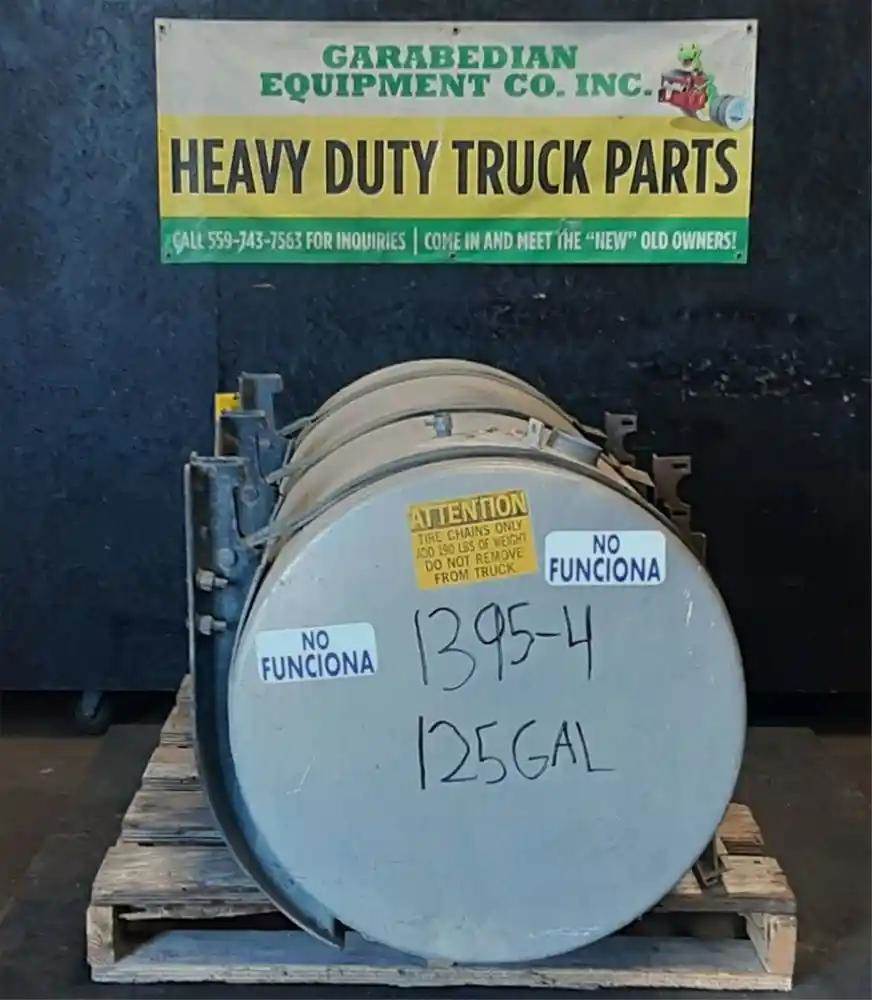 GARABEDIAN
EQUIPMENT CO. INC.
HEAVY DUTY TRUCK PARTS
CALL 559-743-7563 FOR INQUIRIES | COME IN AND MEET THE "NEW" OLD OWNERS!
ATTENTION
TIRE CHAINS ONLY
ADD 190 LBS OF WEIGHT
DO NOT REMOVE
FROM TRUCK
NO
FUNCIONA
NO
FUNCIONA
1395-4
125GAL